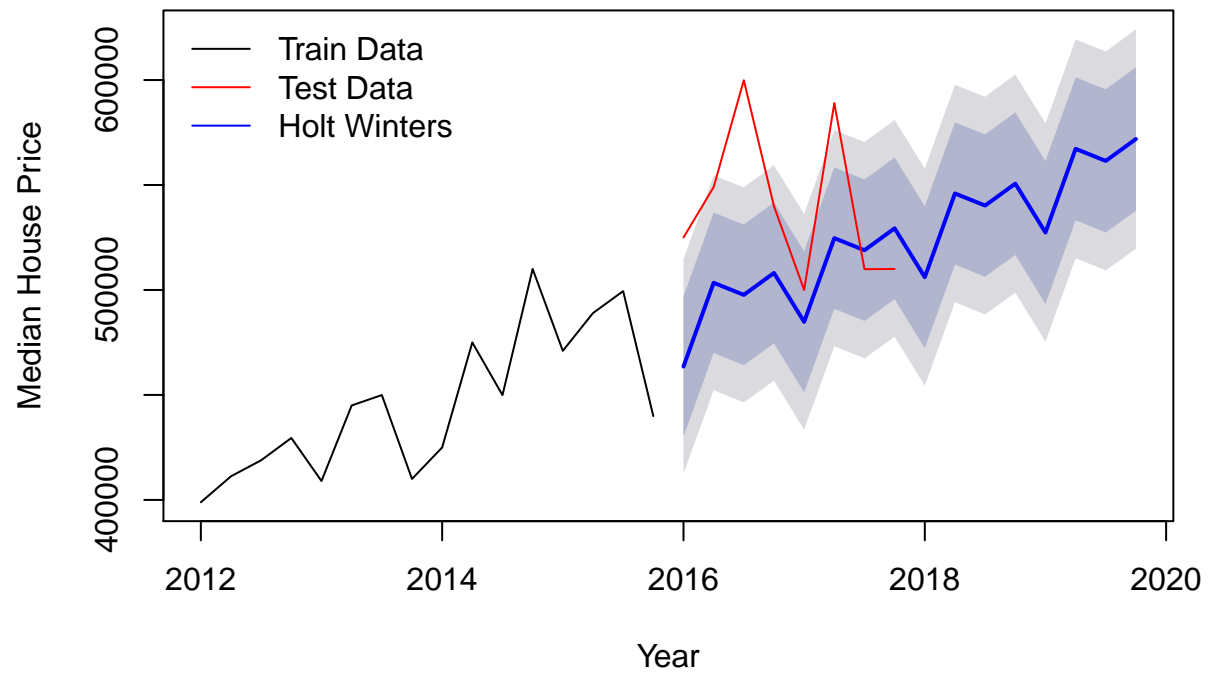 Train Data
Test Data
Holt Winters
Median House Price
600000
500000
400000
2012 2014 2016 2018 2020
Year